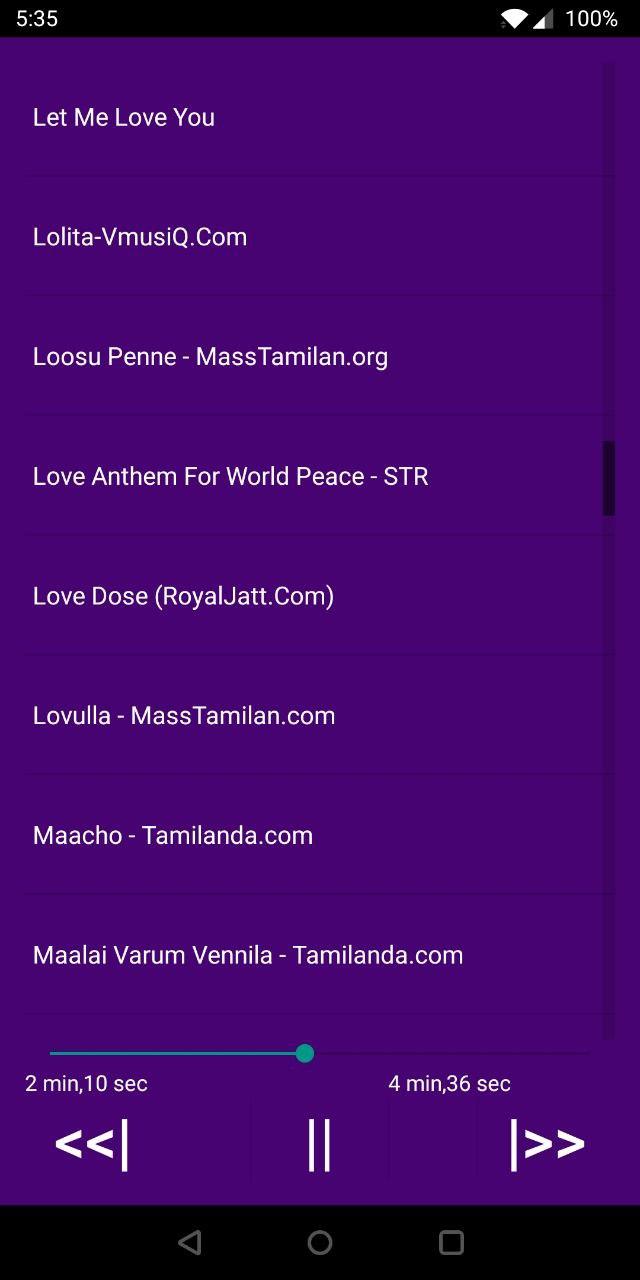 5:35 100%
Let Me Love You
Lolita-VmusiQ.Com
Loosu Penne - MassTamilan.org
Love Anthem For World Peace - STR
Love Dose (RoyalJatt.Com)
Lovulla - MassTamilan.com
Maacho - Tamilanda.com
Maalai Varum Vennila - Tamilanda.com
2 min,10 sec 4 min,36 sec
<<| || |>>